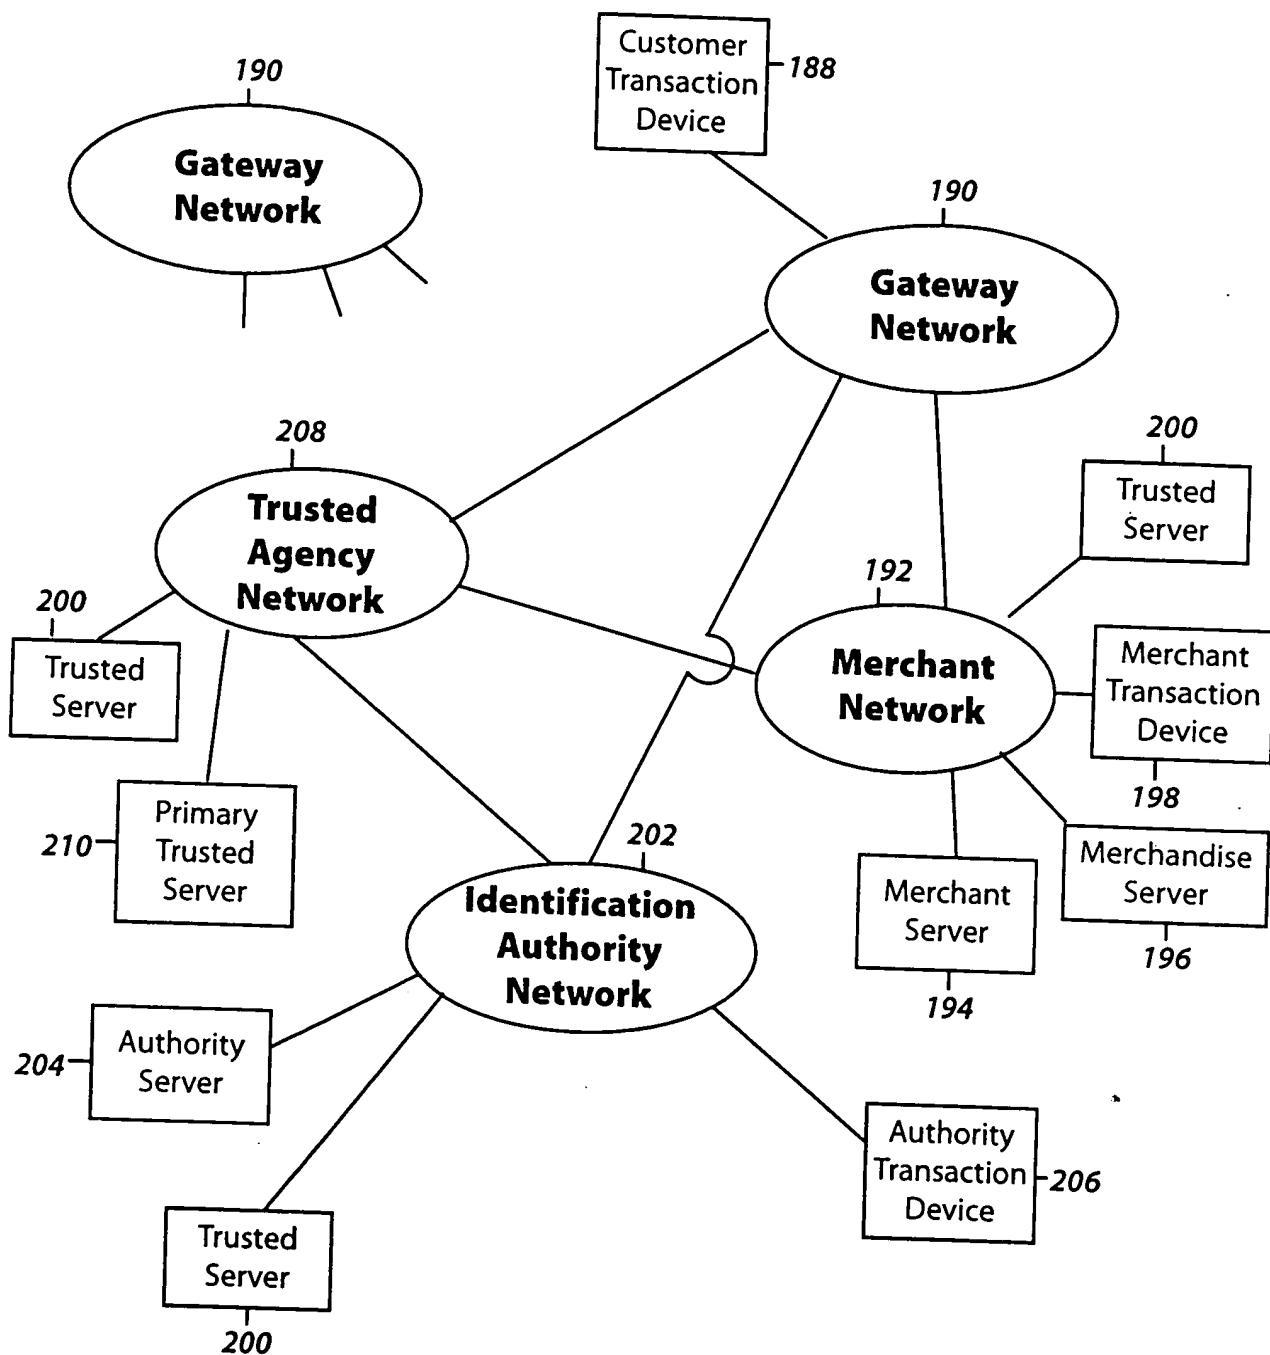 Customer
Transaction
Device
188
190
Gateway
Network
190
Gateway
Network
208
Trusted
Agency
Network
200
Trusted
Server
192
Merchant
Network
200
Trusted
Server
Merchant
Transaction
Device
198
210
Primary
Trusted
Server
202
Identification
Authority
Network
Merchant
Server
194
Merchandise
Server
196
204
Authority
Server
Authority
Transaction
Device
206
Trusted
Server
200